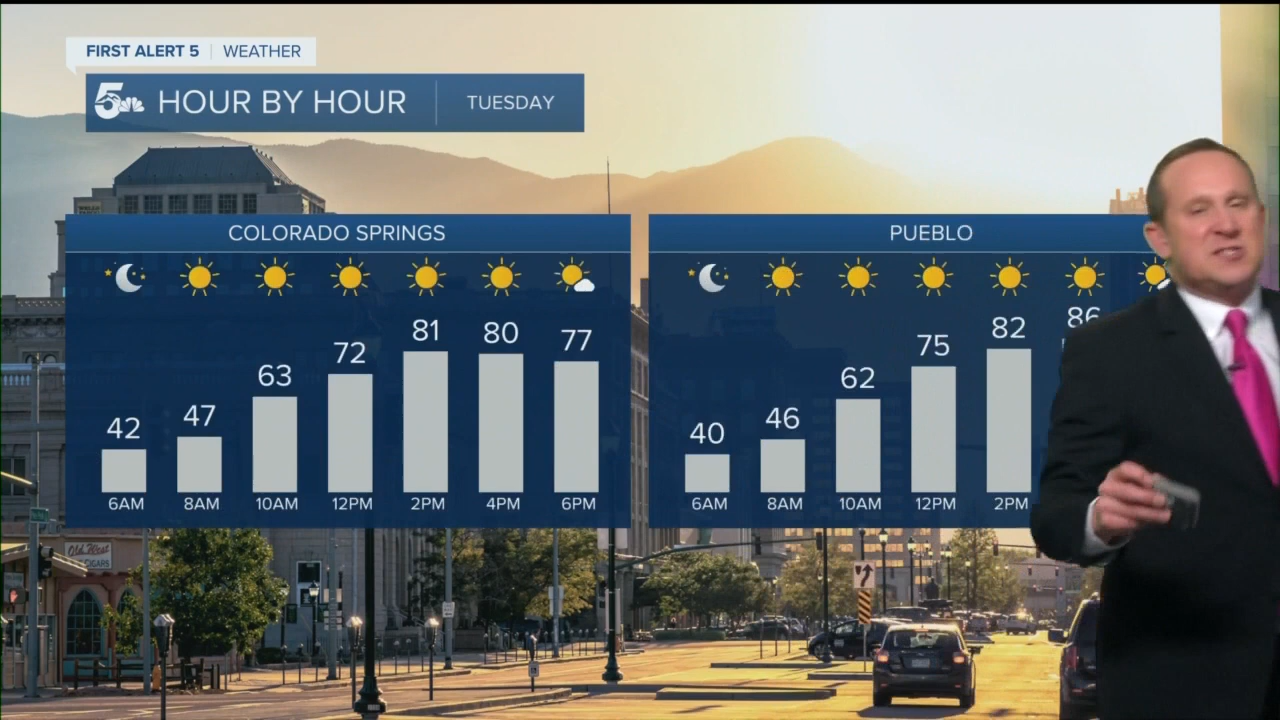 FIRST ALERT 5 | WEATHER
5 HOUR BY HOUR | TUESDAY
COLORADO SPRINGS
42 47 63 72 81 80 77
6AM 8AM 10AM 12PM 2PM 4PM 6PM
PUEBLO
40 46 62 75 82 86
6AM 8AM 10AM 12PM 2PM
Old West
CIGARS